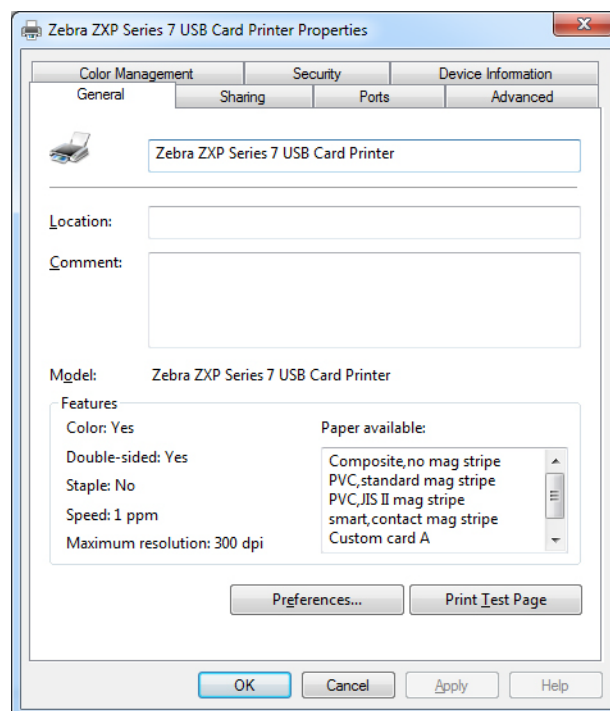 Zebra ZXP Series 7 USB Card Printer Properties
Color Management Security Device Information
General Sharing Ports Advanced
Zebra ZXP Series 7 USB Card Printer
Location:
Comment:
Model: Zebra ZXP Series 7 USB Card Printer
Features
Color: Yes
Double-sided: Yes
Staple: No
Speed: 1 ppm
Maximum resolution: 300 dpi
Paper available:
Composite,no mag stripe
PVC,standard mag stripe
PVC,JIS II mag stripe
smart,contact mag stripe
Custom card A
Preferences... Print Test Page
OK Cancel Apply Help